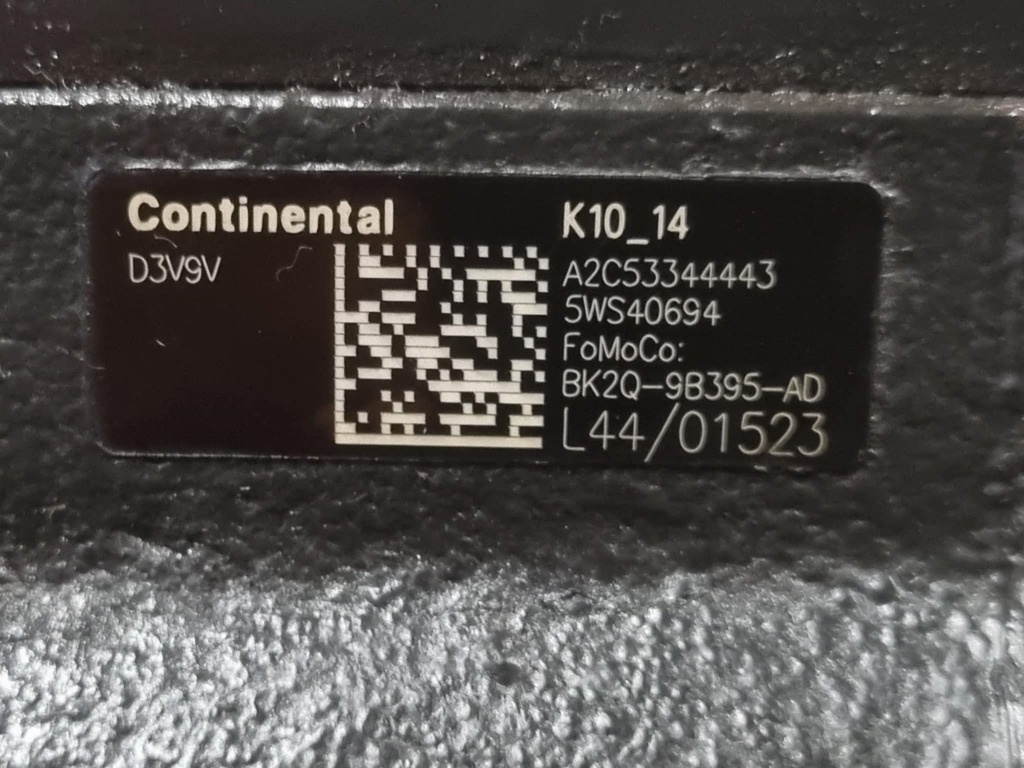 Continental
D3V9V
K10_14
A2C53344443
5WS40694
FoMoCo:
BK2Q-9B395-AD
L44/01523